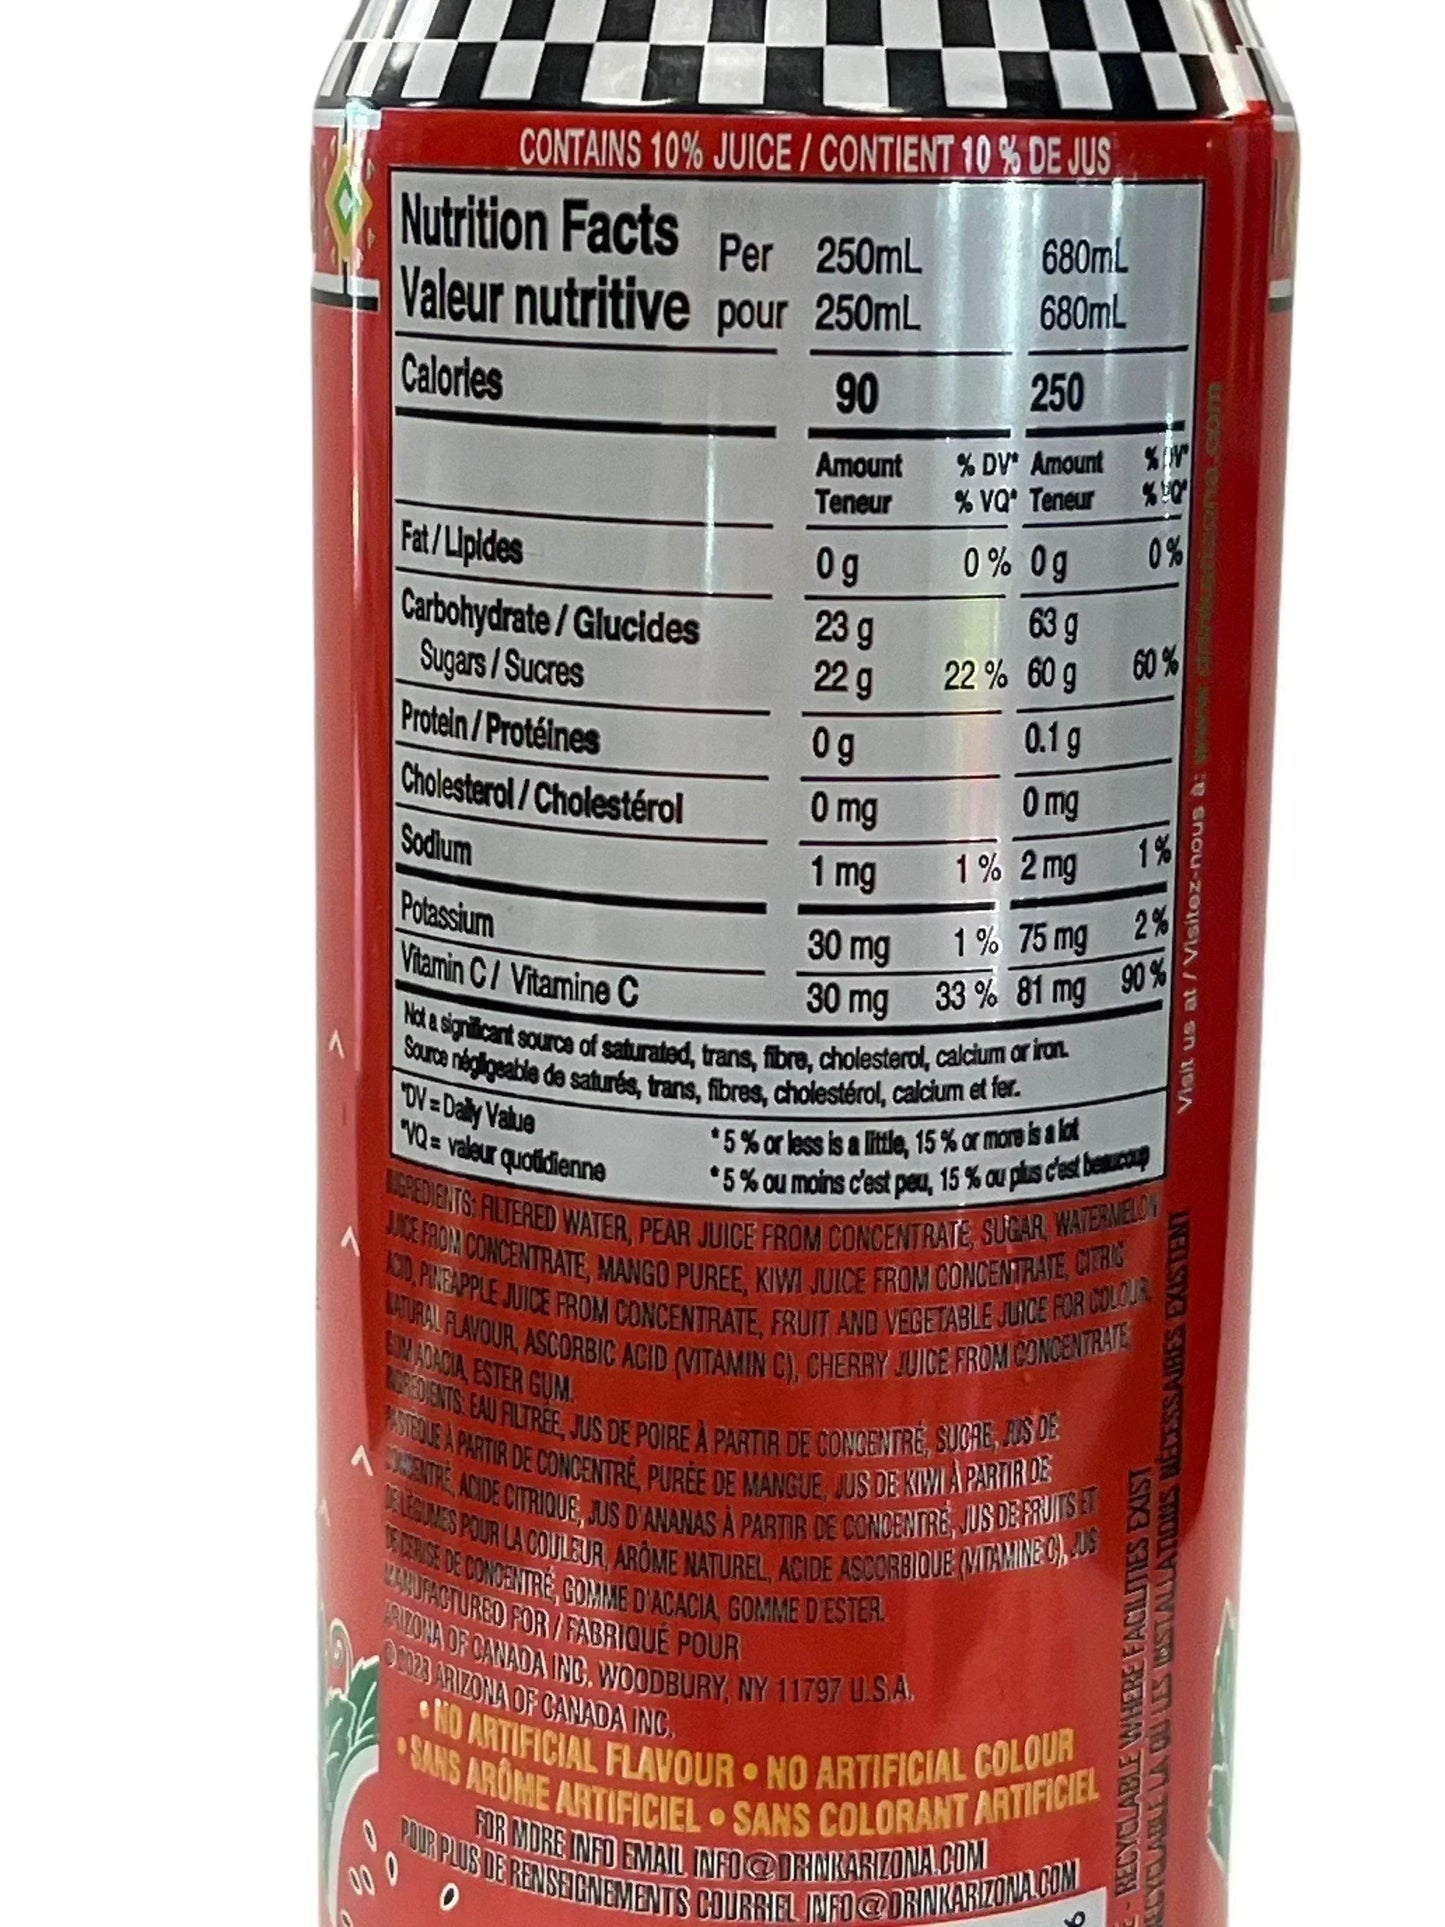 CONTAINS 10% JUICE / CONTIENT 10 % DE JUS
Nutrition Facts Per 250mL 680mL
Valeur nutritive pour 250mL 680mL
Calories 90 250
Amount % DV* Amount % DV*
Teneur % VQ* Teneur % VQ*
Fat / Lipides 0 g 0 % 0 g 0 %
Carbohydrate / Glucides 23 g 63 g
Sugars / Sucres 22 g 22 % 60 g 60 %
Protein / Protéines 0 g 0.1 g
Cholesterol / Cholestérol 0 mg 0 mg
Sodium 1 mg 1 % 2 mg 1 %
Potassium 30 mg 1 % 75 mg 2 %
Vitamin C / Vitamine C 30 mg 33 % 81 mg 90 %
Not a significant source of saturated, trans, fibre, cholesterol, calcium or iron.
Source négligeable de saturés, trans, fibres, cholestérol, calcium et fer.
*DV = Daily Value *5 % or less is a little, 15 % or more is a lot
*VQ = valeur quotidienne *5 % ou moins c'est peu, 15 % ou plus c'est beaucoup
INGREDIENTS: FILTERED WATER, PEAR JUICE FROM CONCENTRATE, SUGAR, WATERMELON
JUICE FROM CONCENTRATE, MANGO PUREE, KIWI JUICE FROM CONCENTRATE, CITRIC
ACID, PINEAPPLE JUICE FROM CONCENTRATE, FRUIT AND VEGETABLE JUICE FOR COLOUR,
NATURAL FLAVOUR, ASCORBIC ACID (VITAMIN C), CHERRY JUICE FROM CONCENTRATE,
GUM ACACIA, ESTER GUM.
INGREDIENTS: EAU FILTRÉE, JUS DE POIRE À PARTIR DE CONCENTRÉ, SUCRE, JUS DE
PASTÈQUE À PARTIR DE CONCENTRÉ, PURÉE DE MANGUE, JUS DE KIWI À PARTIR DE
CONCENTRÉ, ACIDE CITRIQUE, JUS D'ANANAS À PARTIR DE CONCENTRÉ, JUS DE FRUITS ET
DE LÉGUMES POUR LA COULEUR, ARÔME NATUREL, ACIDE ASCORBIQUE (VITAMINE C), JUS
DE CERISE DE CONCENTRÉ, GOMME D'ACACIA, GOMME D'ESTER.
MANUFACTURED FOR / FABRIQUÉ POUR
ARIZONA OF CANADA INC. WOODBURY, NY 11797 U.S.A.
©2023 ARIZONA OF CANADA INC.
• NO ARTIFICIAL FLAVOUR • NO ARTIFICIAL COLOUR
• SANS ARÔME ARTIFICIEL • SANS COLORANT ARTIFICIEL
FOR MORE INFO EMAIL INFO@DRINKARIZONA.COM
POUR PLUS DE RENSEIGNEMENTS COURRIEL INFO@DRINKARIZONA.COM
Visit us at / Visitez-nous à: www.drinkarizona.com
RECYCLABLE WHERE FACILITIES EXIST
RECYCLABLE LA OU LES INSTALLATIONS NÉCESSAIRES EXISTENT